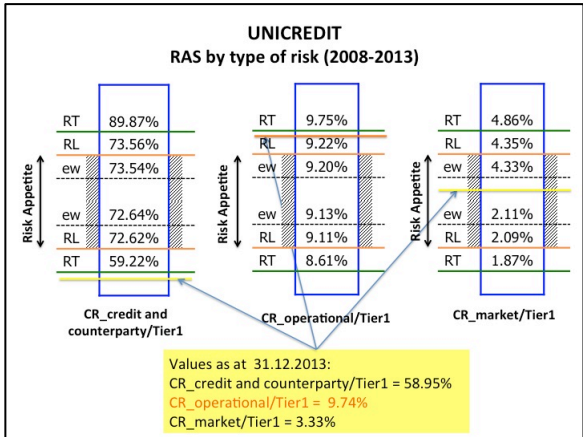 UNICREDIT
RAS by type of risk (2008-2013)
Risk Appetite
RT 89.87%
RL 73.56%
ew 73.54%
ew 72.64%
RL 72.62%
RT 59.22%
CR_credit and
counterparty/Tier1
Risk Appetite
RT 9.75%
RL 9.22%
ew 9.20%
ew 9.13%
RL 9.11%
RT 8.61%
CR_operational/Tier1
Risk Appetite
RT 4.86%
RL 4.35%
ew 4.33%
ew 2.11%
RL 2.09%
RT 1.87%
CR_market/Tier1
Values as at 31.12.2013:
CR_credit and counterparty/Tier1 = 58.95%
CR_operational/Tier1 = 9.74%
CR_market/Tier1 = 3.33%